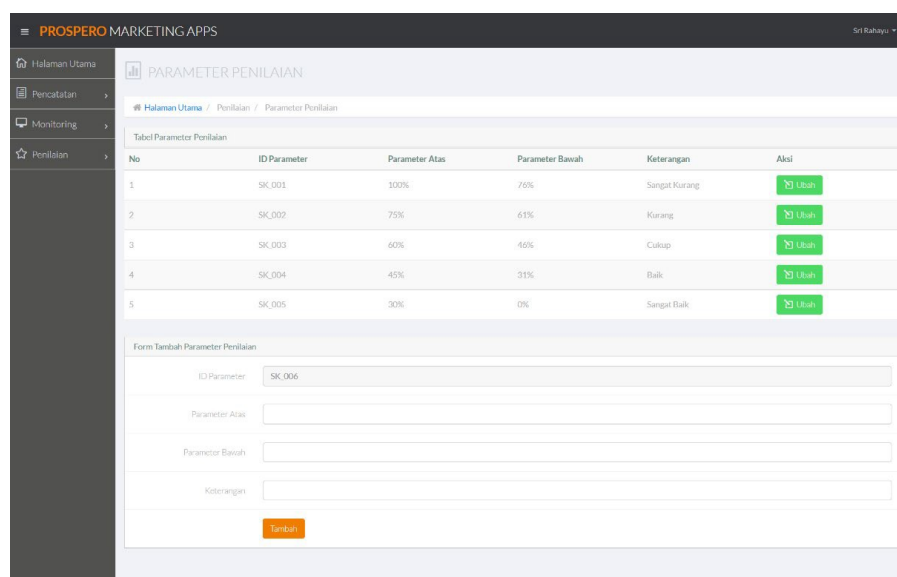 PROSPERO MARKETING APPS
Sri Rahayu
Halaman Utama
Pencatatan
Monitoring
Penilaian
PARAMETER PENILAIAN
Halaman Utama / Penilaian / Parameter Penilaian
Tabel Parameter Penilaian
No ID Parameter Parameter Atas Parameter Bawah Keterangan Aksi
1 SK_001 100% 76% Sangat Kurang Ubah
2 SK_002 75% 61% Kurang Ubah
3 SK_003 60% 46% Cukup Ubah
4 SK_004 45% 31% Baik Ubah
5 SK_005 30% 0% Sangat Baik Ubah
Form Tambah Parameter Penilaian
ID Parameter SK_006
Parameter Atas
Parameter Bawah
Keterangan
Tambah